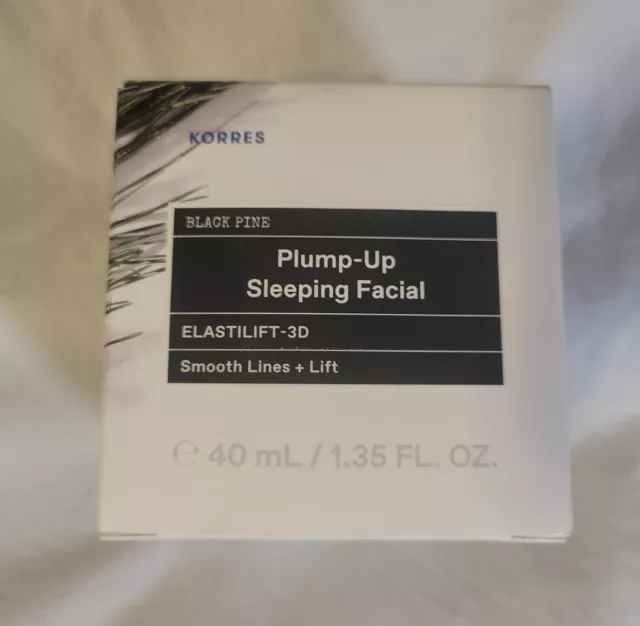 KORRES
BLACK PINE
Plump-Up
Sleeping Facial
ELASTILIFT-3D
Smooth Lines + Lift
℮ 40 mL / 1.35 FL. OZ.